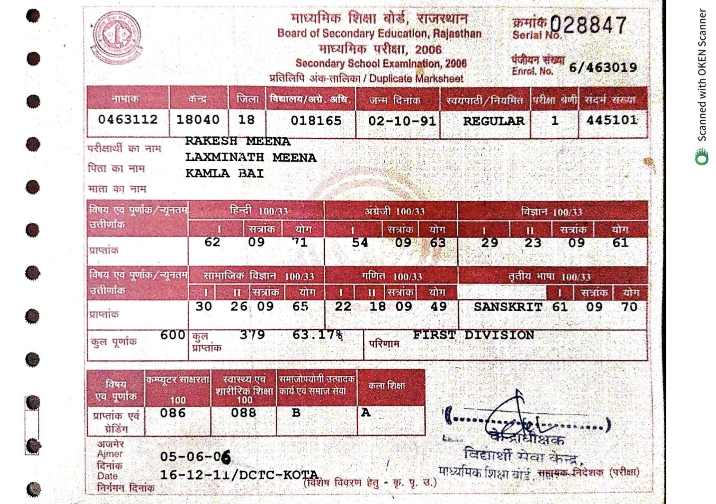 माध्यमिक शिक्षा बोर्ड, राजस्थान
Board of Secondary Education, Rajasthan
माध्यमिक परीक्षा, 2006
Secondary School Examination, 2006
प्रतिलिपि अंक-तालिका / Duplicate Marksheet
क्रमांक 028847
Serial No.
पंजीयन संख्या
Enrol. No. 6/463019
नामांक केन्द्र जिला विद्यालय/अग्रे. अधि. जन्म दिनांक स्वयंपाठी/नियमित परीक्षा श्रेणी संदर्भ संख्या
0463112 18040 18 018165 02-10-91 REGULAR 1 445101
परीक्षार्थी का नाम RAKESH MEENA
पिता का नाम LAXMINATH MEENA
माता का नाम KAMLA BAI
विषय एवं पूर्णांक/न्यूनतम उत्तीर्णांक हिन्दी 100/33 अंग्रेजी 100/33 विज्ञान 100/33
I सत्रांक योग I सत्रांक योग I II सत्रांक योग
प्राप्तांक 62 09 71 54 09 63 29 23 09 61
विषय एवं पूर्णांक/न्यूनतम उत्तीर्णांक सामाजिक विज्ञान 100/33 गणित 100/33 तृतीय भाषा 100/33
I II सत्रांक योग I II सत्रांक योग I सत्रांक योग
प्राप्तांक 30 26 09 65 22 18 09 49 SANSKRIT 61 09 70
कुल पूर्णांक 600 कुल प्राप्तांक 379 63.17% परिणाम FIRST DIVISION
विषय एवं पूर्णांक कम्प्यूटर साक्षरता 100 स्वास्थ्य एवं शारीरिक शिक्षा 100 समाजोपयोगी उत्पादक कार्य एवं समाज सेवा कला शिक्षा
प्राप्तांक एवं ग्रेडिंग 086 088 B A
अजमेर
Ajmer
दिनांक 05-06-06
Date 16-12-11/DCTC-KOTA
निर्गमन दिनांक (विशेष विवरण हेतु - कृ. पृ. उ.)
केन्द्राधीक्षक
विद्यार्थी सेवा केन्द्र,
माध्यमिक शिक्षा बोर्ड, निदेशक (परीक्षा)
Scanned with OKEN Scanner